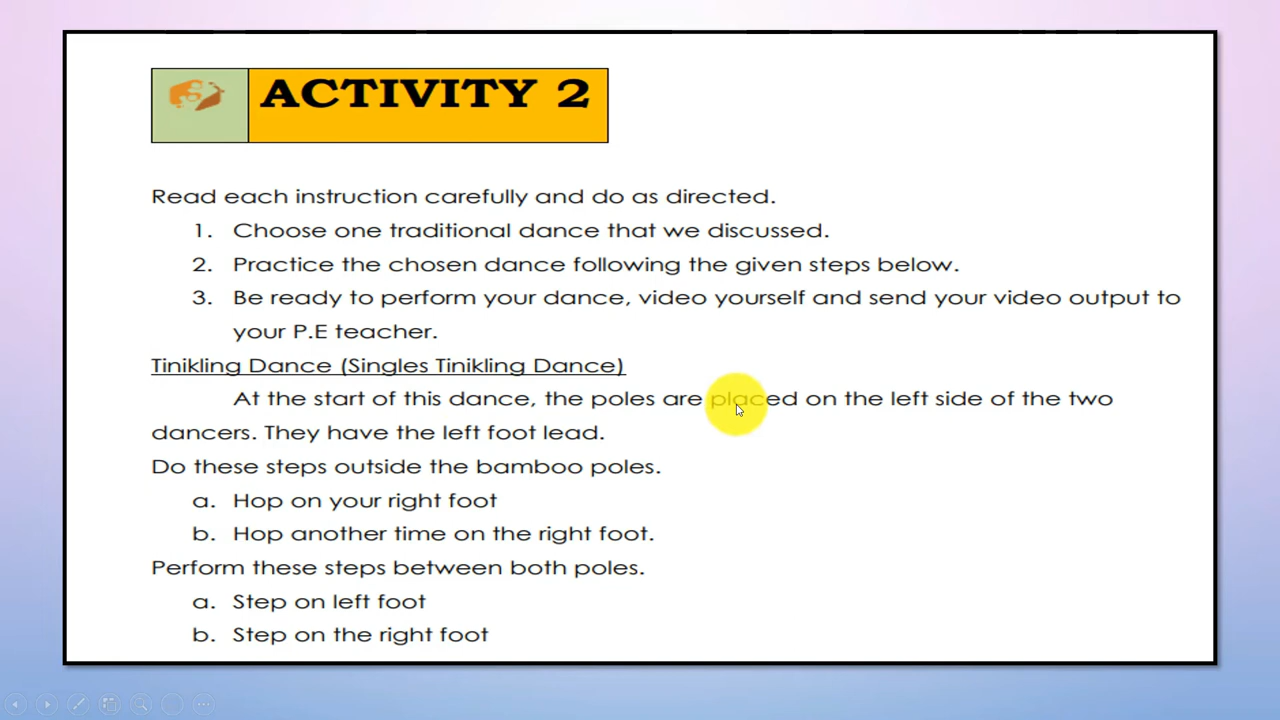 ACTIVITY 2
Read each instruction carefully and do as directed.
1. Choose one traditional dance that we discussed.
2. Practice the chosen dance following the given steps below.
3. Be ready to perform your dance, video yourself and send your video output to
your P.E teacher.
Tinikling Dance (Singles Tinikling Dance)
At the start of this dance, the poles are placed on the left side of the two
dancers. They have the left foot lead.
Do these steps outside the bamboo poles.
a. Hop on your right foot
b. Hop another time on the right foot.
Perform these steps between both poles.
a. Step on left foot
b. Step on the right foot